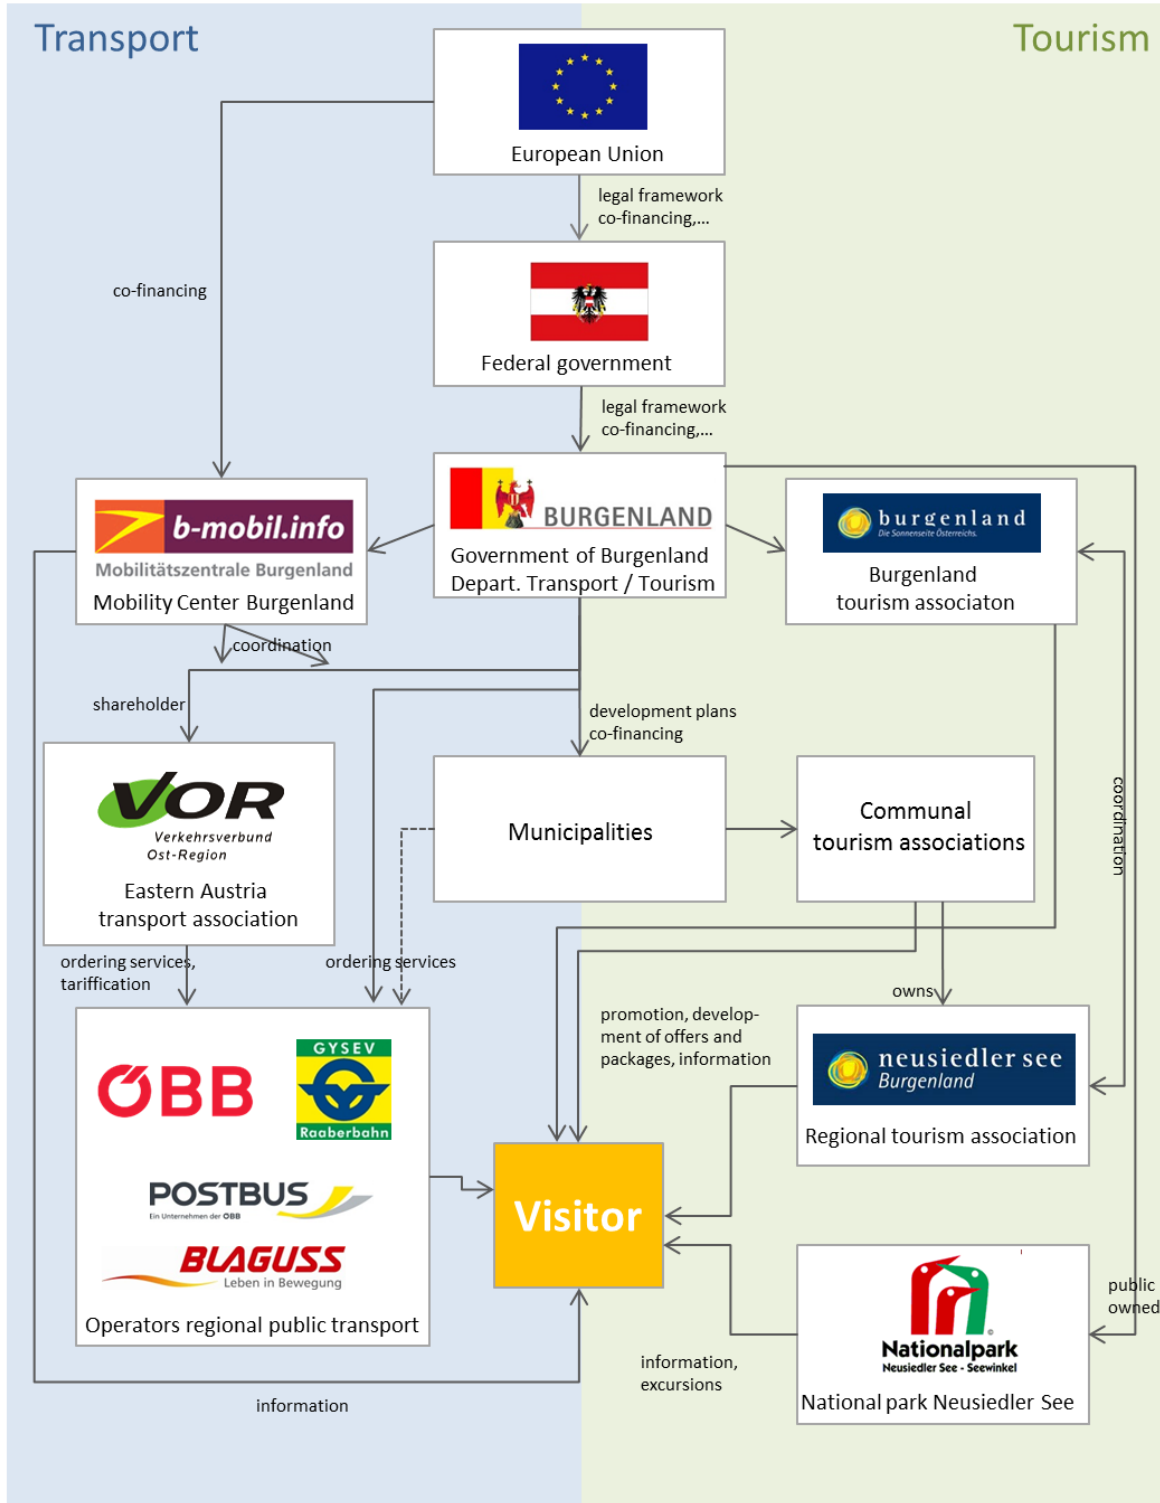 Transport
Tourism
European Union
legal framework
co-financing,...
co-financing
Federal government
legal framework
co-financing,...
b-mobil.info
Mobilitätszentrale Burgenland
Mobility Center Burgenland
BURGENLAND
Government of Burgenland
Depart. Transport / Tourism
burgenland
Die Sonnenseite Österreichs.
Burgenland
tourism associaton
coordination
shareholder
development plans
co-financing
coordination
VOR
Verkehrsverbund
Ost-Region
Eastern Austria
transport association
Municipalities
Communal
tourism associations
ordering services,
tariffication
ordering services
owns
promotion, develop-
ment of offers and
packages, information
ÖBB
GYSEV
Raaberbahn
POSTBUS
Ein Unternehmen der ÖBB
BLAGUSS
Leben in Bewegung
Operators regional public transport
Visitor
neusiedler see
Burgenland
Regional tourism association
public
owned
Nationalpark
Neusiedler See - Seewinkel
National park Neusiedler See
information,
excursions
information